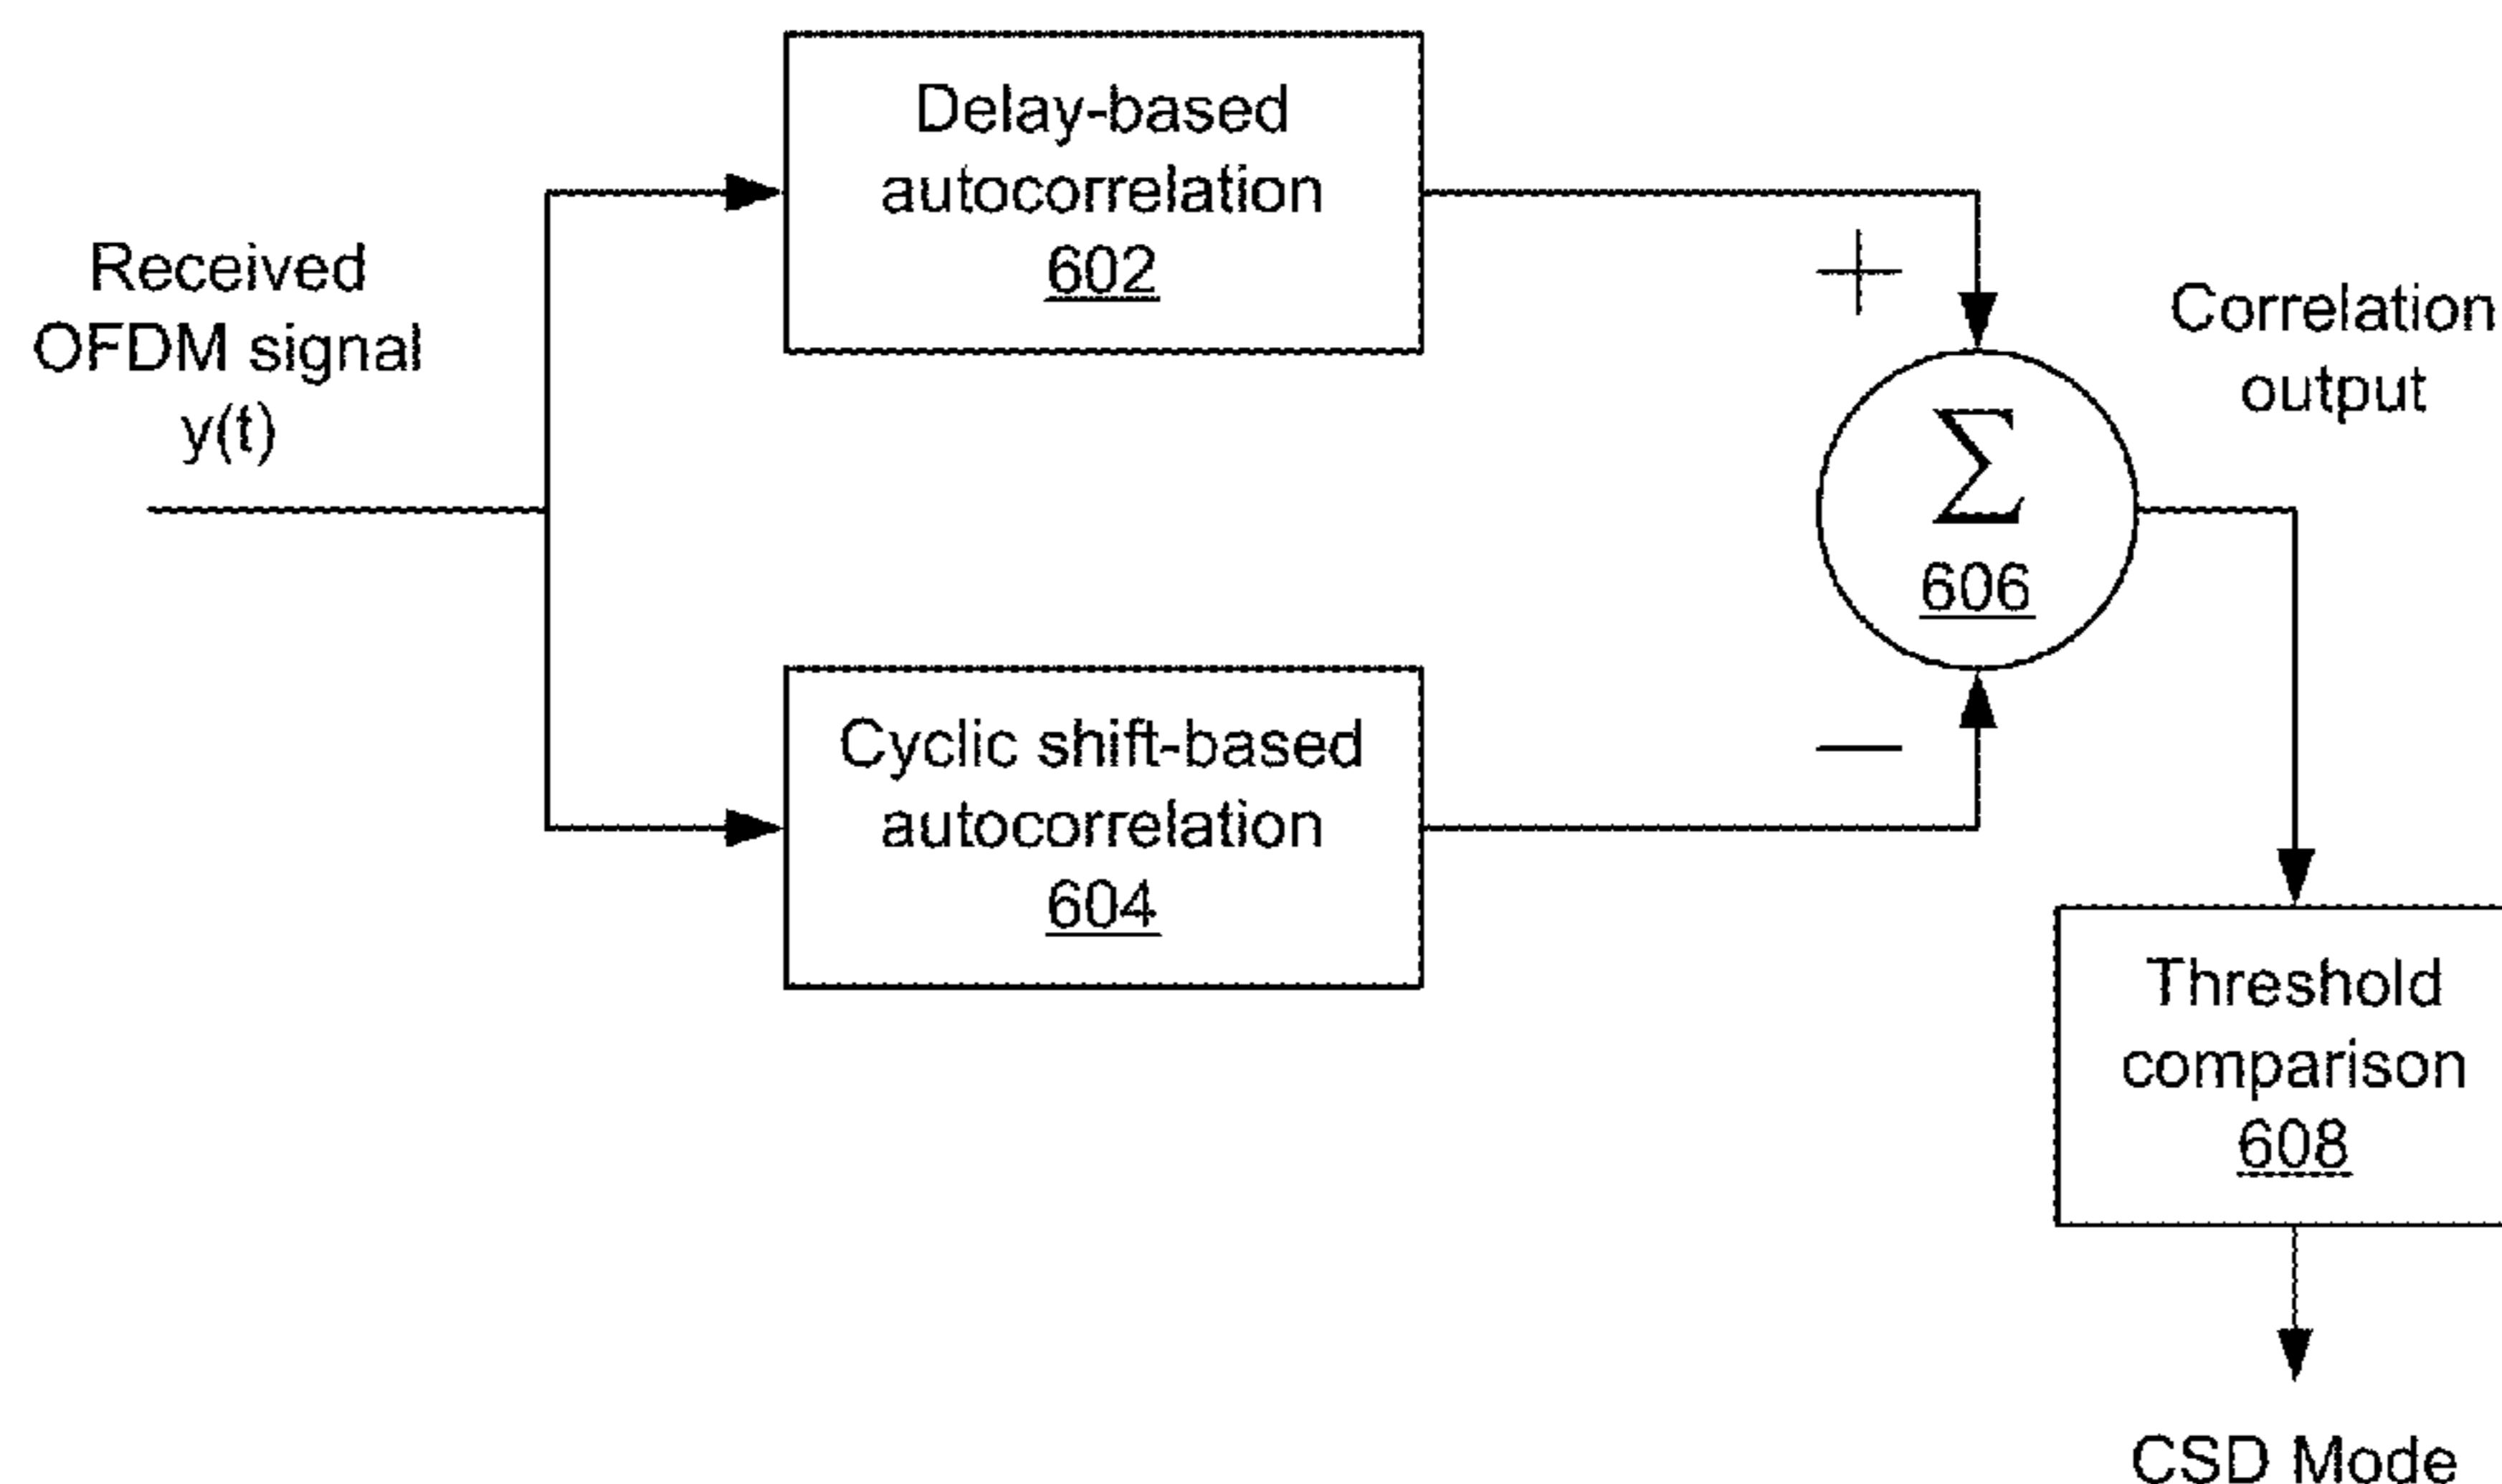 Delay-based
autocorrelation
602
Received
OFDM signal
y(t)
+
Correlation
output
Σ
606
—
Cyclic shift-based
autocorrelation
604
Threshold
comparison
608
CSD Mode